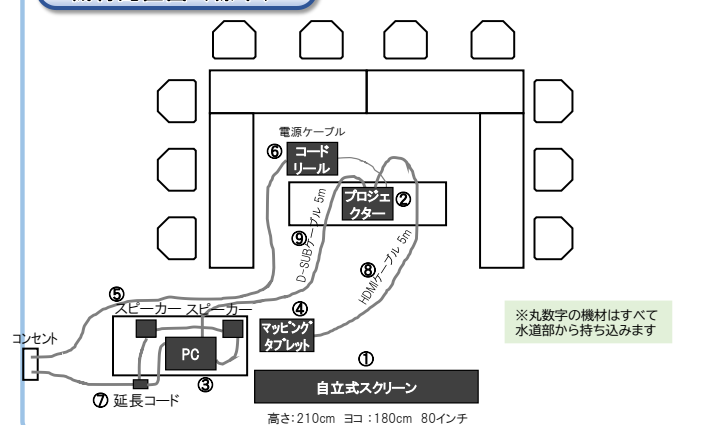 電源ケーブル
⑥
コード
リール
プロジェ
クター
②
⑨
D-SUBケーブル 5m
⑧
HDMIケーブル 5m
⑤
スピーカー スピーカー
④
マッピング
タブレット
※丸数字の機材はすべて
水道部から持ち込みます
コンセント
PC
③
①
自立式スクリーン
⑦ 延長コード
高さ:210cm ヨコ:180cm 80インチ